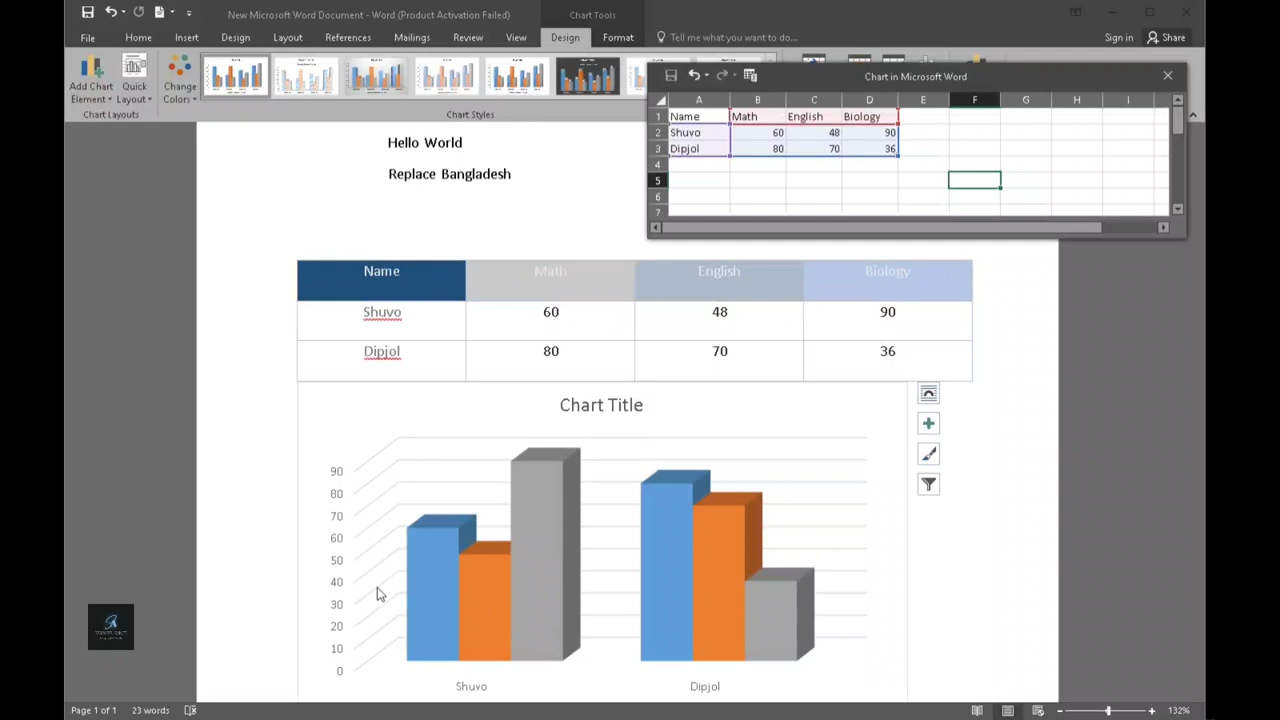 New Microsoft Word Document - Word (Product Activation Failed)
Chart Tools
File
Home
Insert
Design
Layout
References
Mailings
Review
View
Design
Format
Tell me what you want to do...
Sign in
Share
Add Chart Element
Quick Layout
Change Colors
Chart Layouts
Chart Styles
Chart in Microsoft Word
A B C D E F G H I
1 Name Math English Biology
2 Shuvo 60 48 90
3 Dipjol 80 70 36
4
5
6
7
Hello World
Replace Bangladesh
Name Math English Biology
Shuvo 60 48 90
Dipjol 80 70 36
Chart Title
90
80
70
60
50
40
30
20
10
0
Shuvo Dipjol
Page 1 of 1
23 words
132%